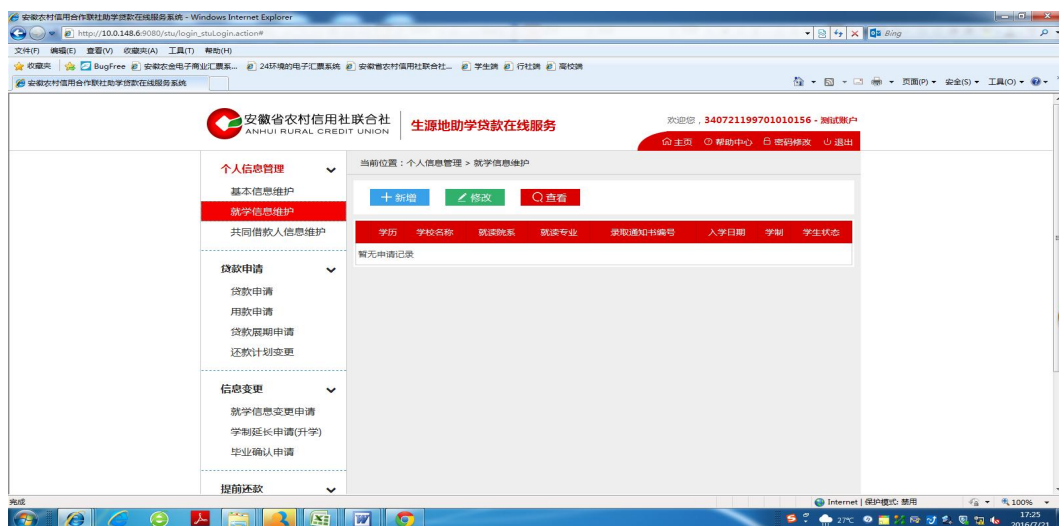 安徽农村信用合作联社助学贷款在线服务系统 - Windows Internet Explorer
http://10.0.148.6:9080/stu/login_stuLogin.action#
Bing
文件(F) 编辑(E) 查看(V) 收藏夹(A) 工具(T) 帮助(H)
收藏夹 BugFree 安徽农金电子商业汇票系... 24环境的电子汇票系统 安徽省农村信用社联合社... 学生端 行社端 高校端
安徽农村信用合作联社助学贷款在线服务系统
页面(P) 安全(S) 工具(O)
安徽省农村信用社联合社
ANHUI RURAL CREDIT UNION
生源地助学贷款在线服务
欢迎您，340721199701010156 - 测试账户
主页 帮助中心 密码修改 退出
个人信息管理
基本信息维护
就学信息维护
共同借款人信息维护
贷款申请
贷款申请
用款申请
贷款展期申请
还款计划变更
信息变更
就学信息变更申请
学制延长申请(升学)
毕业确认申请
提前还款
当前位置：个人信息管理 > 就学信息维护
新增 修改 查看
学历 学校名称 就读院系 就读专业 录取通知书编号 入学日期 学制 学生状态
暂无申请记录
完成
Internet | 保护模式: 禁用
100%
27℃
17:25